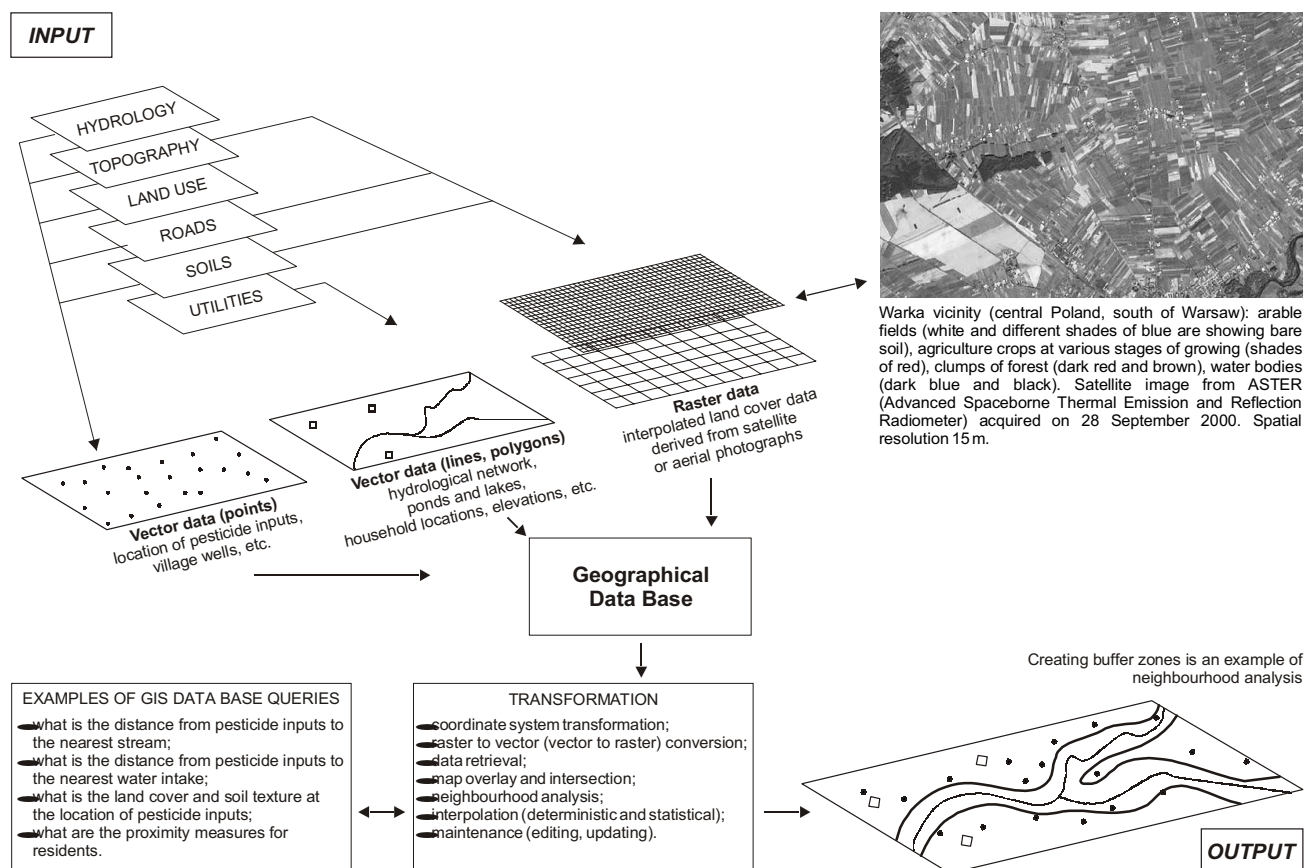 INPUT
HYDROLOGY
TOPOGRAPHY
LAND USE
ROADS
SOILS
UTILITIES
Warka vicinity (central Poland, south of Warsaw): arable
fields (white and different shades of blue are showing bare
soil), agriculture crops at various stages of growing (shades
of red), clumps of forest (dark red and brown), water bodies
(dark blue and black). Satellite image from ASTER
(Advanced Spaceborne Thermal Emission and Reflection
Radiometer) acquired on 28 September 2000. Spatial
resolution 15 m.
Raster data
interpolated land cover data
derived from satellite
or aerial photographs
Vector data (lines, polygons)
hydrological network,
ponds and lakes,
household locations, elevations, etc.
Vector data (points)
location of pesticide inputs,
village wells, etc.
Geographical
Data Base
EXAMPLES OF GIS DATA BASE QUERIES
what is the distance from pesticide inputs to
the nearest stream;
what is the distance from pesticide inputs to
the nearest water intake;
what is the land cover and soil texture at
the location of pesticide inputs;
what are the proximity measures for
residents.
TRANSFORMATION
coordinate system transformation;
raster to vector (vector to raster) conversion;
data retrieval;
map overlay and intersection;
neighbourhood analysis;
interpolation (deterministic and statistical);
maintenance (editing, updating).
Creating buffer zones is an example of
neighbourhood analysis
OUTPUT